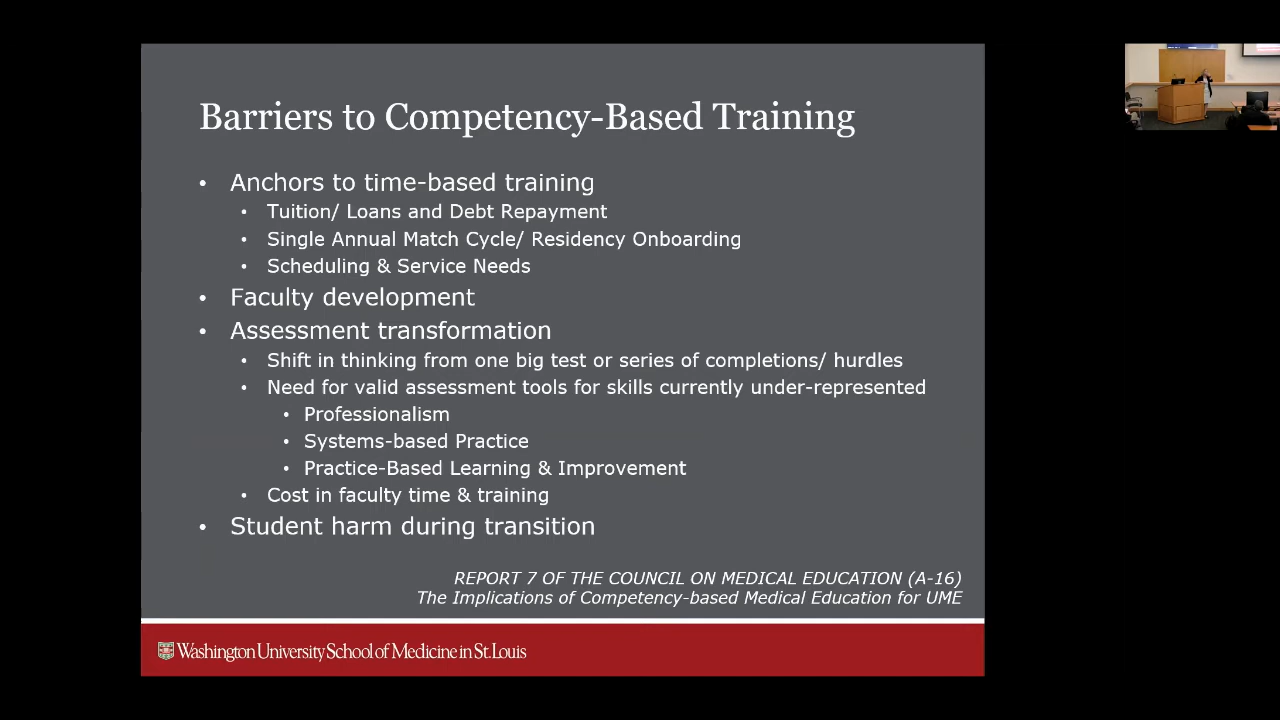 Barriers to Competency-Based Training
• Anchors to time-based training
• Tuition/ Loans and Debt Repayment
• Single Annual Match Cycle/ Residency Onboarding
• Scheduling & Service Needs
• Faculty development
• Assessment transformation
• Shift in thinking from one big test or series of completions/ hurdles
• Need for valid assessment tools for skills currently under-represented
• Professionalism
• Systems-based Practice
• Practice-Based Learning & Improvement
• Cost in faculty time & training
• Student harm during transition
REPORT 7 OF THE COUNCIL ON MEDICAL EDUCATION (A-16)
The Implications of Competency-based Medical Education for UME
Washington University School of Medicine in St. Louis